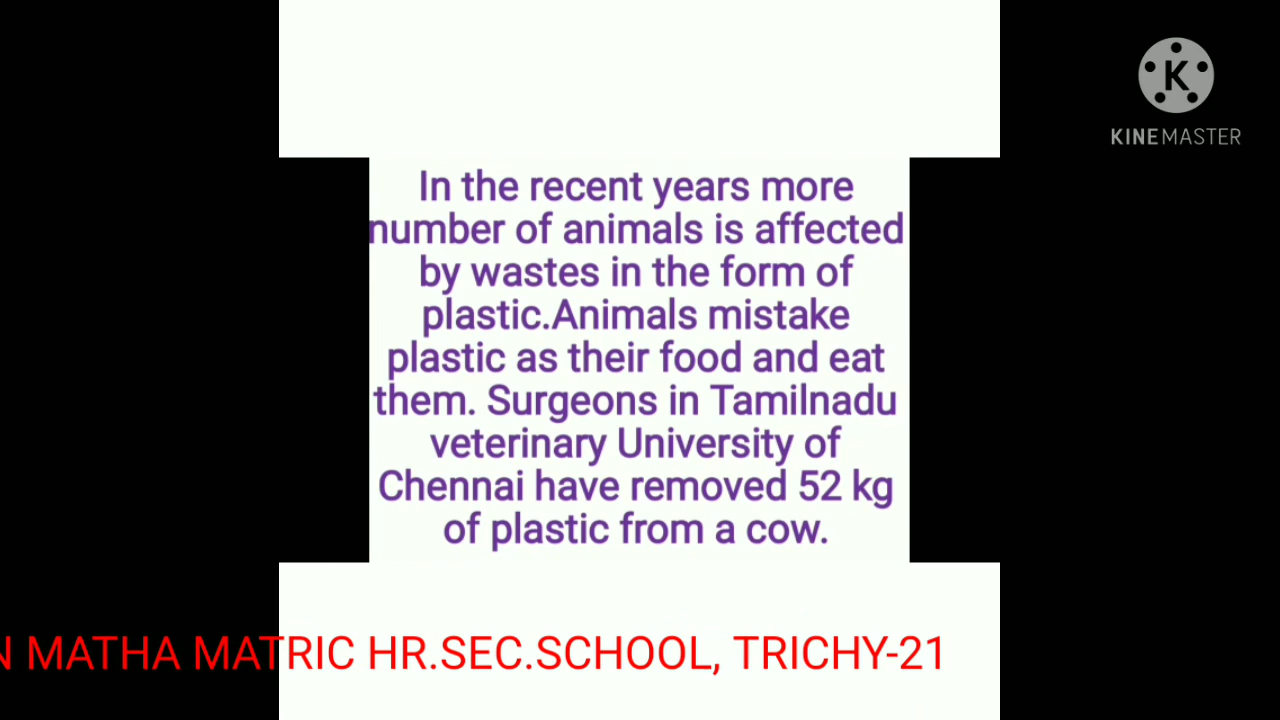 K
KINEMASTER
In the recent years more
number of animals is affected
by wastes in the form of
plastic.Animals mistake
plastic as their food and eat
them. Surgeons in Tamilnadu
veterinary University of
Chennai have removed 52 kg
of plastic from a cow.
N MATHA MATRIC HR.SEC.SCHOOL, TRICHY-21